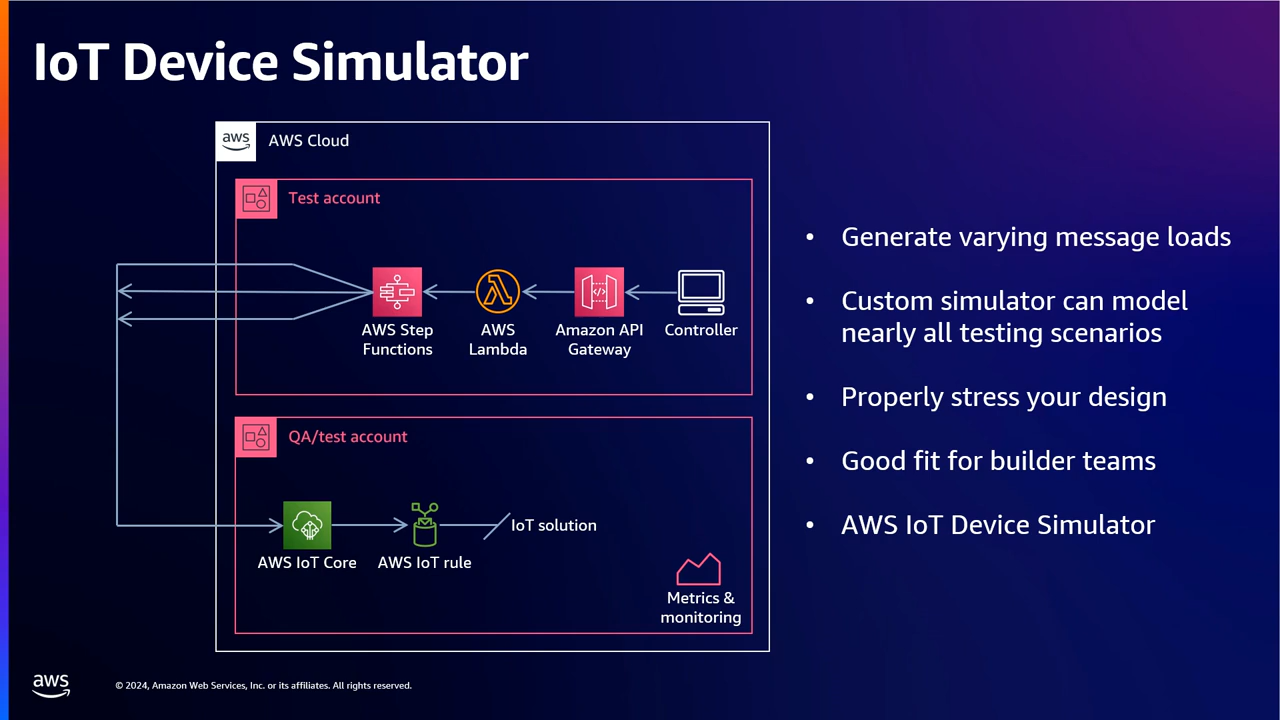 IoT Device Simulator
aws
AWS Cloud
Test account
AWS Step
Functions
AWS
Lambda
Amazon API
Gateway
Controller
QA/test account
AWS IoT Core
AWS IoT rule
IoT solution
Metrics &
monitoring
• Generate varying message loads
• Custom simulator can model
nearly all testing scenarios
• Properly stress your design
• Good fit for builder teams
• AWS IoT Device Simulator
aws
© 2024, Amazon Web Services, Inc. or its affiliates. All rights reserved.